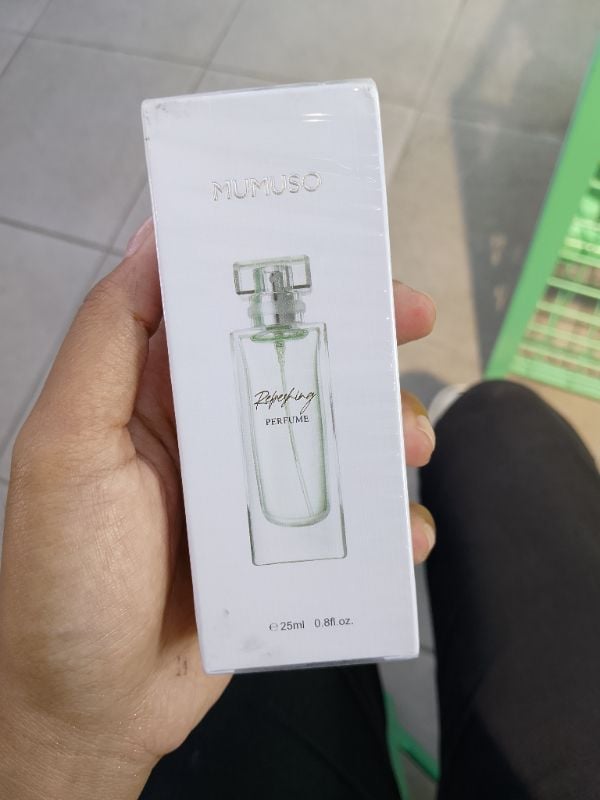 MUMUSO
Refreshing
PERFUME
℮25ml 0.8fl.oz.